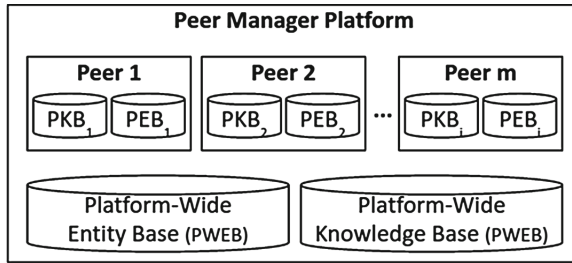 Peer Manager Platform
Peer 1 Peer 2 Peer m
PKB1 PEB1 PKB2 PEB2 ... PKBi PEBi
Platform-Wide Platform-Wide
Entity Base (PWEB) Knowledge Base (PWEB)